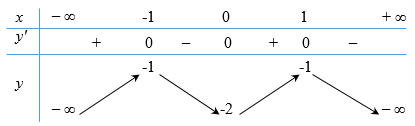 x −∞ -1 0 1 +∞
y' + 0 − 0 + 0 −
-1 -1
y
−∞ -2 −∞